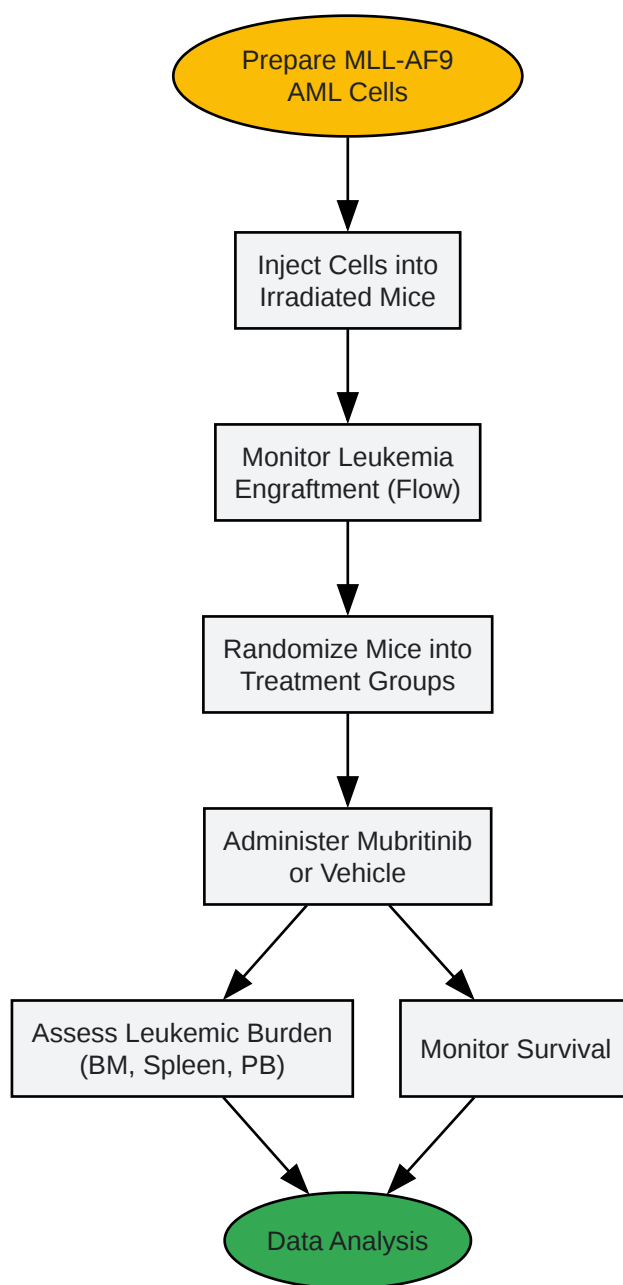 Prepare MLL-AF9
AML Cells
Inject Cells into
Irradiated Mice
Monitor Leukemia
Engraftment (Flow)
Randomize Mice into
Treatment Groups
Administer Mubritinib
or Vehicle
Assess Leukemic Burden
(BM, Spleen, PB)
Monitor Survival
Data Analysis